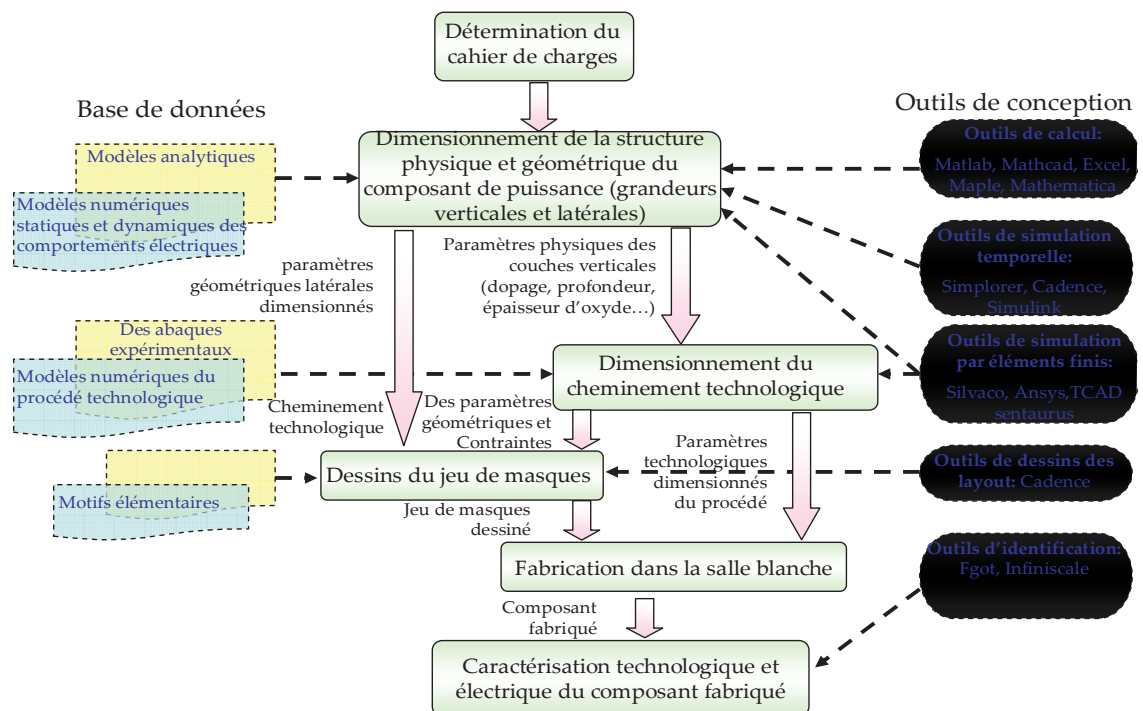 Détermination du
cahier de charges
Base de données
Outils de conception
Modèles analytiques
Modèles numériques
statiques et dynamiques des
comportements électriques
Dimensionnement de la structure
physique et géométrique du
composant de puissance (grandeurs
verticales et latérales)
Outils de calcul:
Matlab, Mathcad, Excel,
Maple, Mathematica
Outils de simulation
temporelle:
Simplorer, Cadence,
Simulink
paramètres
géométriques latérales
dimensionnés
Paramètres physiques des
couches verticales
(dopage, profondeur,
épaisseur d'oxyde…)
Des abaques
expérimentaux
Modèles numériques du
procédé technologique
Dimensionnement du
cheminement technologique
Outils de simulation
par éléments finis:
Silvaco, Ansys,TCAD
sentaurus
Cheminement
technologique
Des paramètres
géométriques et
Contraintes
Paramètres
technologiques
dimensionnés
du procédé
Motifs élémentaires
Dessins du jeu de masques
Outils de dessins des
layout: Cadence
Jeu de masques
dessiné
Fabrication dans la salle blanche
Outils d'identification:
Fgot, Infiniscale
Composant
fabriqué
Caractérisation technologique et
électrique du composant fabriqué